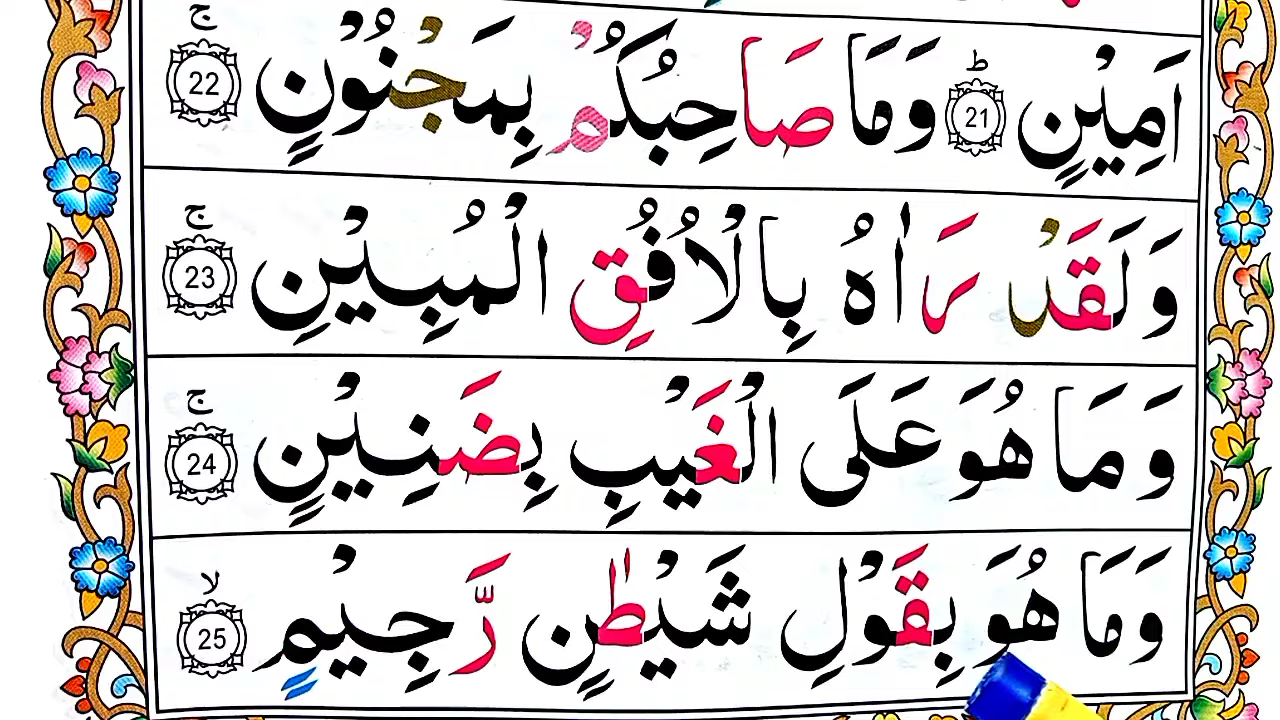 اَمِيْنٍ ؕ 21 وَمَا صَاحِبُكُمْ بِمَجْنُوْنٍ ۚ 22
وَلَقَدْ رَاٰهُ بِالْاُفُقِ الْمُبِيْنِ ۚ 23
وَمَا هُوَ عَلَى الْغَيْبِ بِضَنِيْنٍ ۚ 24
وَمَا هُوَ بِقَوْلِ شَيْطٰنٍ رَّجِيْمٍ ۙ 25